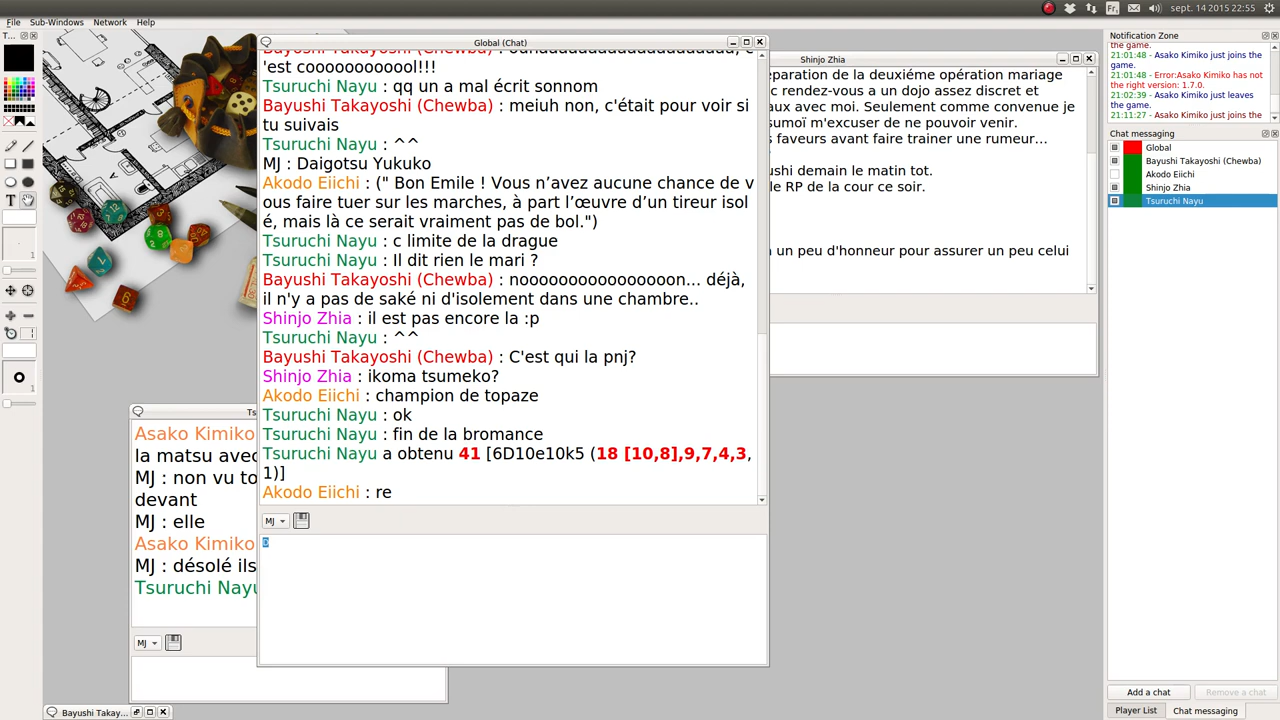 Fr,
sept. 14 2015 22:55
File Sub-Windows Network Help
T...
Global (Chat)
'est cooooooooool!!!
Tsuruchi Nayu : qq un a mal écrit sonnom
Bayushi Takayoshi (Chewba) : meiuh non, c'était pour voir si
tu suivais
Tsuruchi Nayu : ^^
MJ : Daigotsu Yukuko
Akodo Eiichi : (" Bon Emile ! Vous n’avez aucune chance de v
ous faire tuer sur les marches, à part l’œuvre d’un tireur isol
é, mais là ce serait vraiment pas de bol.")
Tsuruchi Nayu : c limite de la drague
Tsuruchi Nayu : Il dit rien le mari ?
Bayushi Takayoshi (Chewba) : nooooooooooooooon... déjà,
il n'y a pas de saké ni d'isolement dans une chambre..
Shinjo Zhia : il est pas encore la :p
Tsuruchi Nayu : ^^
Bayushi Takayoshi (Chewba) : C'est qui la pnj?
Shinjo Zhia : ikoma tsumeko?
Akodo Eiichi : champion de topaze
Tsuruchi Nayu : ok
Tsuruchi Nayu : fin de la bromance
Tsuruchi Nayu a obtenu 41 [6D10e10k5 (18 [10,8],9,7,4,3,
1)]
Akodo Eiichi : re
MJ
Shinjo Zhia
éparation de la deuxiéme opération mariage
c rendez-vous a un dojo assez discret et
aux avec moi. Seulement comme convenue je
sumoï m'excuser de ne pouvoir venir.
s faveurs avant faire trainer une rumeur...
ushi demain le matin tot.
le RP de la cour ce soir.
un peu d'honneur pour assurer un peu celui
Ts
Asako Kimiko
la matsu avec
MJ : non vu to
devant
MJ : elle
Asako Kimiko
MJ : désolé ils
Tsuruchi Nayu
MJ
Bayushi Takay...
Notification Zone
the game.
21:01:48 - Asako Kimiko just joins the
game.
21:01:48 - Error:Asako Kimiko has not
the right version: 1.7.0.
21:02:39 - Asako Kimiko just leaves
the game.
21:11:27 - Asako Kimiko just joins the
Chat messaging
Global
Bayushi Takayoshi (Chewba)
Akodo Eiichi
Shinjo Zhia
Tsuruchi Nayu
Add a chat
Remove a chat
Player List
Chat messaging